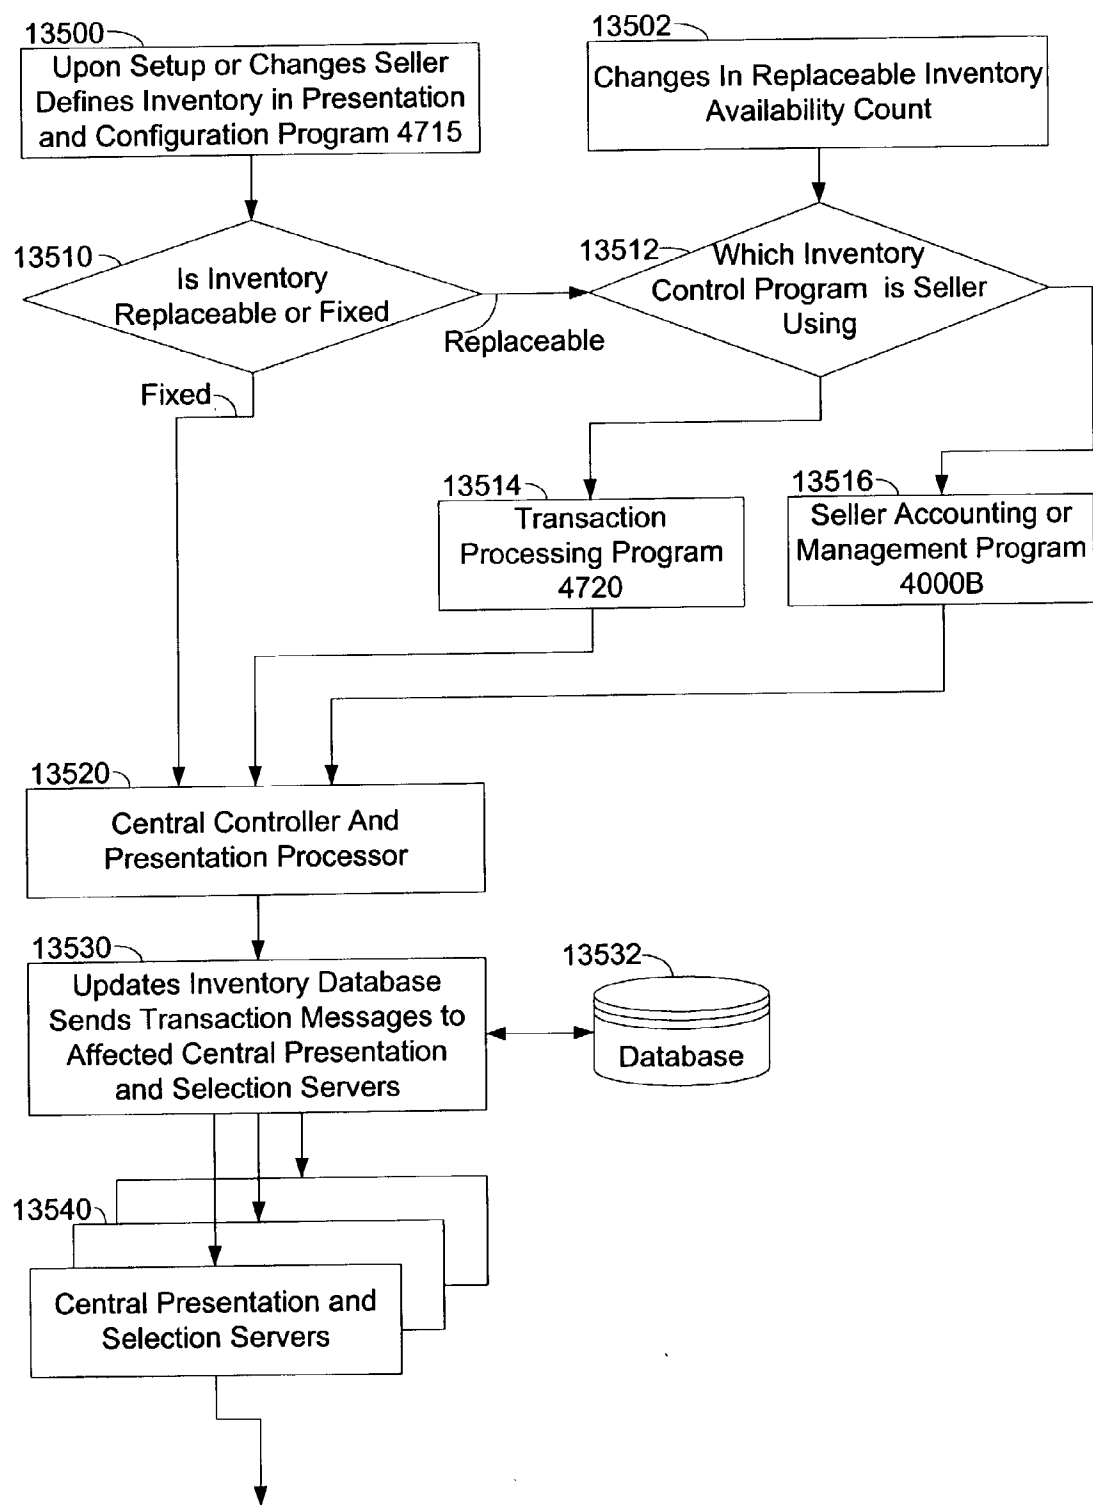 13500
Upon Setup or Changes Seller
Defines Inventory in Presentation
and Configuration Program 4715
13502
Changes In Replaceable Inventory
Availability Count
13510
Is Inventory
Replaceable or Fixed
Replaceable
Fixed
13512
Which Inventory
Control Program is Seller
Using
13514
Transaction
Processing Program
4720
13516
Seller Accounting or
Management Program
4000B
13520
Central Controller And
Presentation Processor
13530
Updates Inventory Database
Sends Transaction Messages to
Affected Central Presentation
and Selection Servers
13532
Database
13540
Central Presentation and
Selection Servers